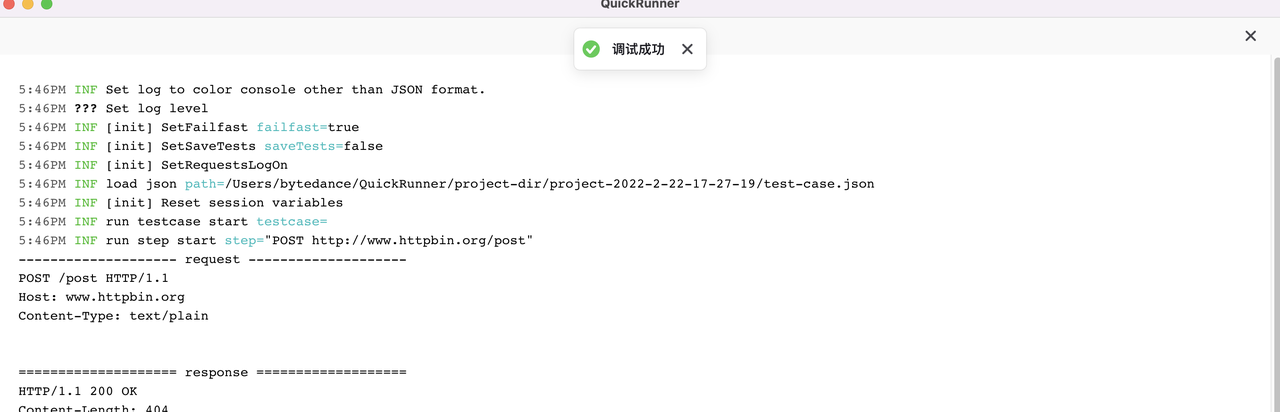 QuickRunner
调试成功
5:46PM INF Set log to color console other than JSON format.
5:46PM ??? Set log level
5:46PM INF [init] SetFailfast failfast=true
5:46PM INF [init] SetSaveTests saveTests=false
5:46PM INF [init] SetRequestsLogOn
5:46PM INF load json path=/Users/bytedance/QuickRunner/project-dir/project-2022-2-22-17-27-19/test-case.json
5:46PM INF [init] Reset session variables
5:46PM INF run testcase start testcase=
5:46PM INF run step start step="POST http://www.httpbin.org/post"
-------------------- request --------------------
POST /post HTTP/1.1
Host: www.httpbin.org
Content-Type: text/plain
==================== response ===================
HTTP/1.1 200 OK
Content-Length: 404